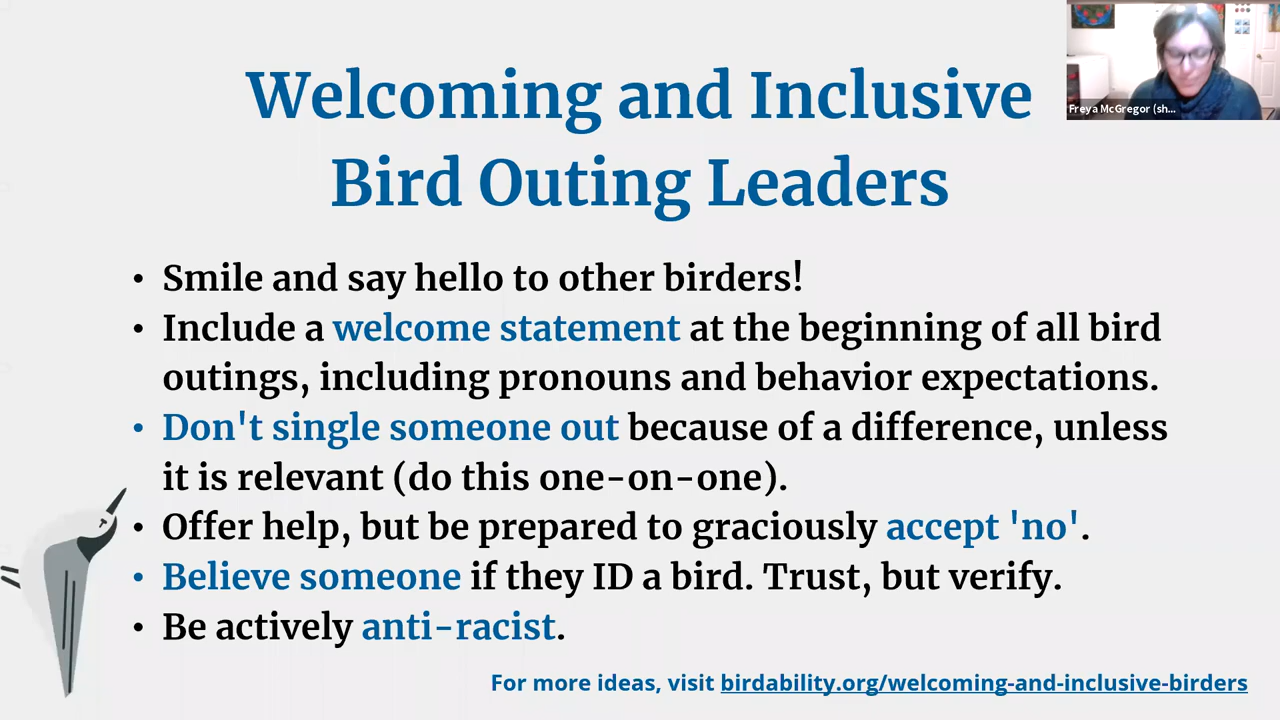 Welcoming and Inclusive
Bird Outing Leaders
Freya McGregor (sh...
• Smile and say hello to other birders!
• Include a welcome statement at the beginning of all bird
outings, including pronouns and behavior expectations.
• Don't single someone out because of a difference, unless
it is relevant (do this one-on-one).
• Offer help, but be prepared to graciously accept 'no'.
• Believe someone if they ID a bird. Trust, but verify.
• Be actively anti-racist.
For more ideas, visit birdability.org/welcoming-and-inclusive-birders